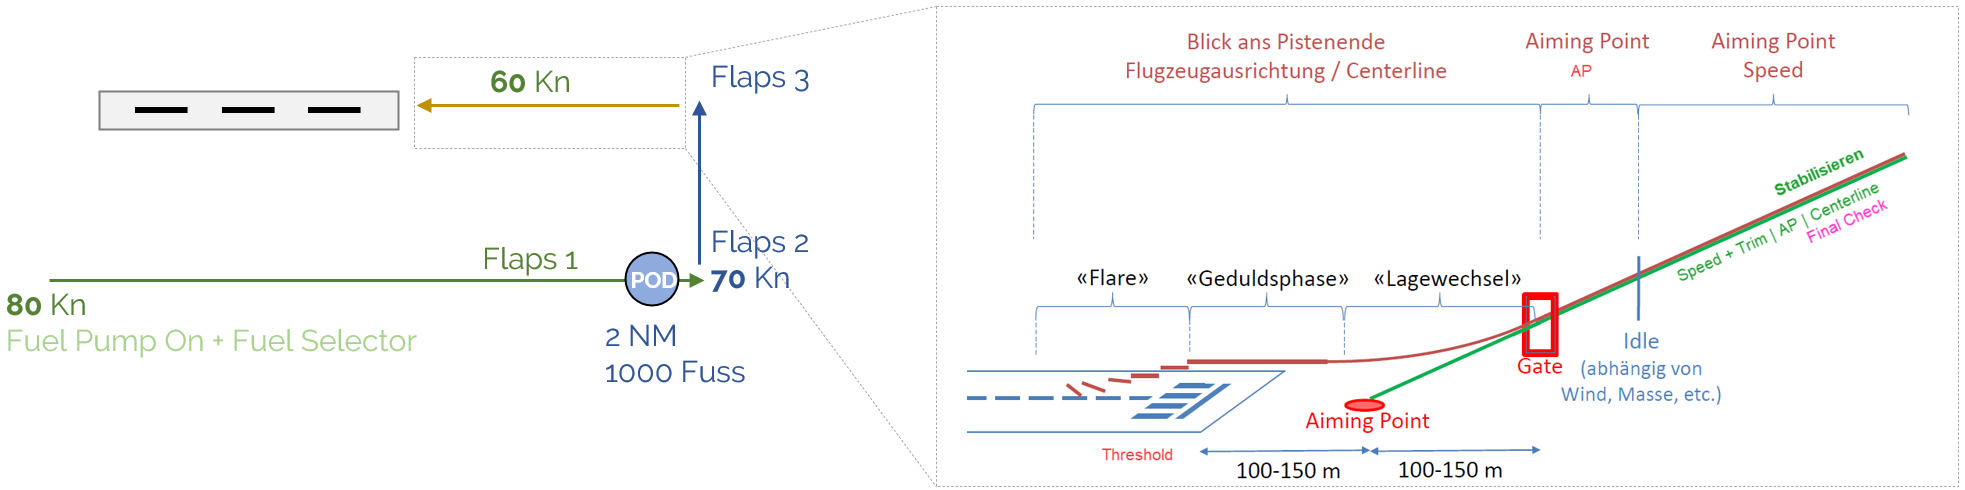 60 Kn
Flaps 3
Flaps 1
POD
Flaps 2
70 Kn
80 Kn
Fuel Pump On + Fuel Selector
2 NM
1000 Fuss
Blick ans Pistenende
Flugzeugausrichtung / Centerline
Aiming Point
AP
Aiming Point
Speed
Stabilisieren
Speed + Trim | AP | Centerline
Final Check
«Flare»
«Geduldsphase»
«Lagewechsel»
Gate
Idle
(abhängig von
Wind, Masse, etc.)
Aiming Point
Threshold
100-150 m
100-150 m